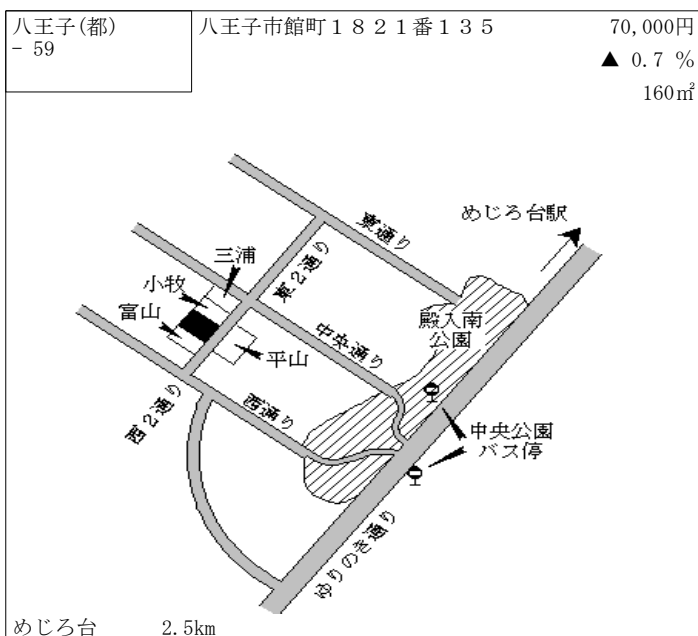 八王子(都)
- 59
八王子市館町１８２１番１３５
70,000円
▲ 0.7 %
160㎡
めじろ台駅
東通り
三浦
東２通り
小牧
富山
殿入南
公園
中央通り
平山
西通り
西２通り
中央公園
バス停
ゆりのき通り
めじろ台 2.5km